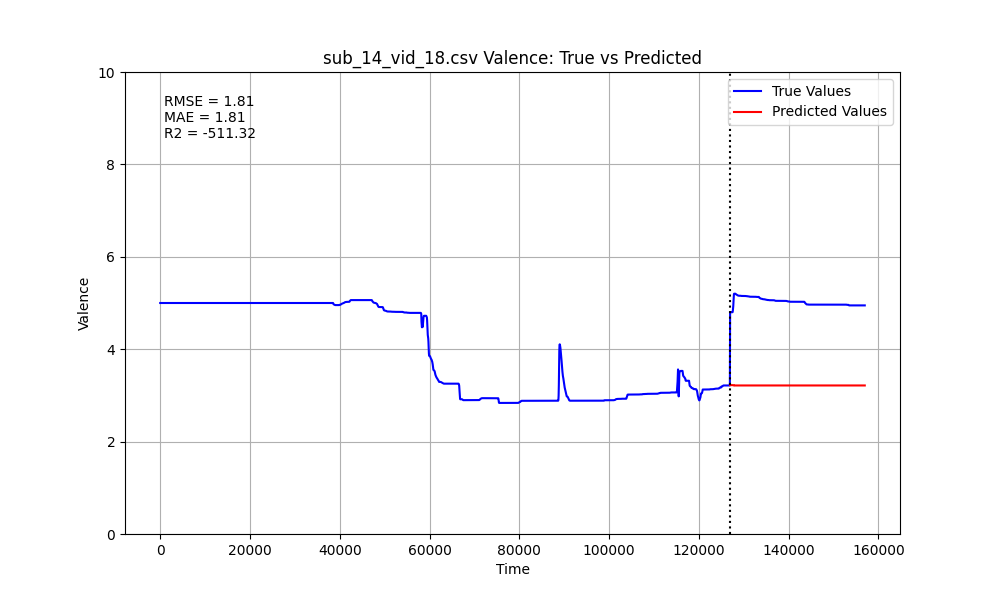 sub_14_vid_18.csv Valence: True vs Predicted
RMSE = 1.81
MAE = 1.81
R2 = -511.32
True Values
Predicted Values
Valence
10
8
6
4
2
0
0 20000 40000 60000 80000 100000 120000 140000 160000
Time